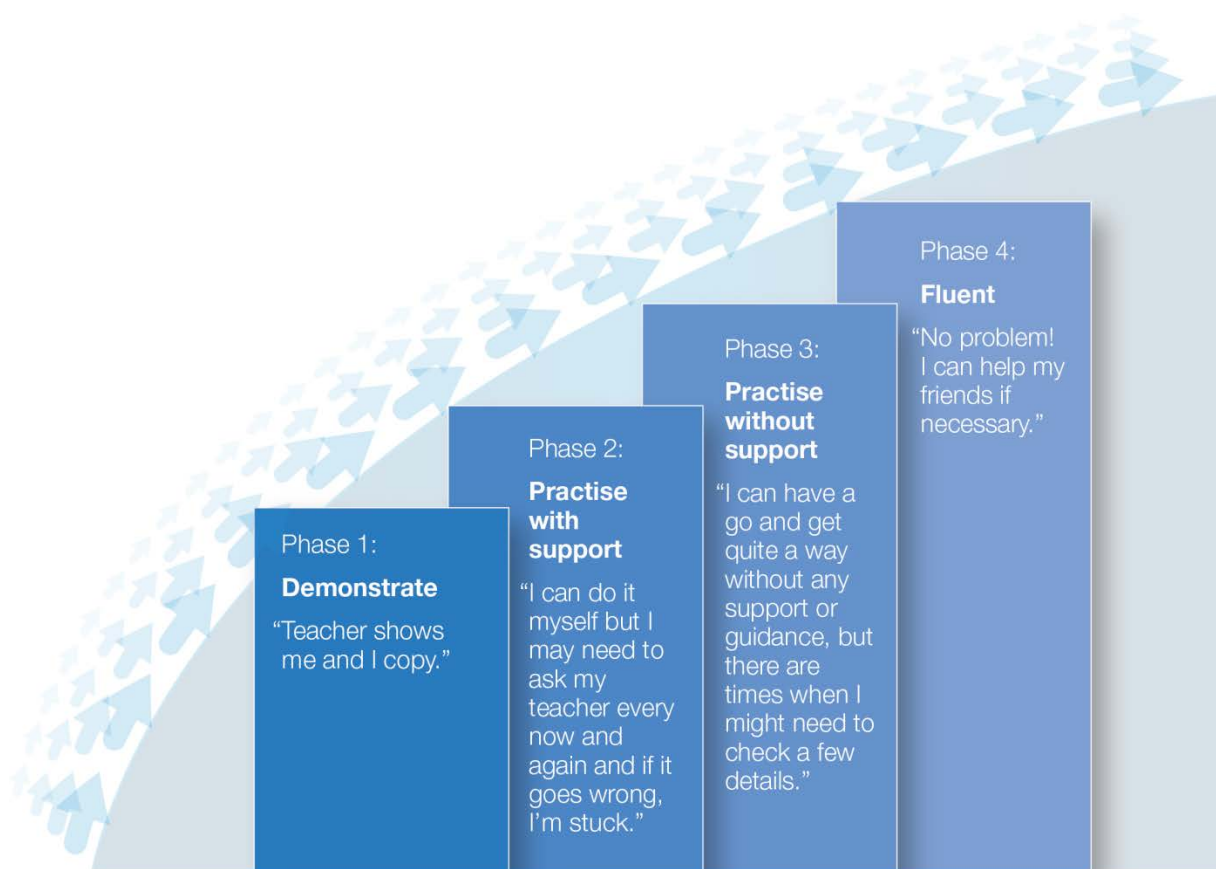 Phase 1:
Demonstrate
“Teacher shows
me and I copy.”
Phase 2:
Practise
with
support
“I can do it
myself but I
may need to
ask my
teacher every
now and
again and if it
goes wrong,
I’m stuck.”
Phase 3:
Practise
without
support
“I can have a
go and get
quite a way
without any
support or
guidance, but
there are
times when I
might need to
check a few
details.”
Phase 4:
Fluent
“No problem!
I can help my
friends if
necessary.”